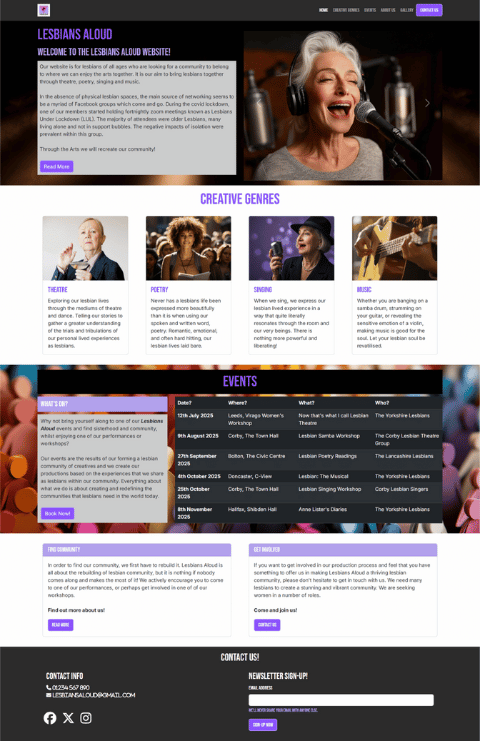 HOME CREATIVE GENRES EVENTS ABOUT US GALLERY CONTACT US
LESBIANS ALOUD
WELCOME TO THE LESBIANS ALOUD WEBSITE!
Our website is for lesbians of all ages who are looking for a community to belong
to where we can enjoy the arts together. It is our aim to bring lesbians together
through theatre, poetry, singing and music.
In the absence of physical lesbian spaces, the main source of networking seems to
be a myriad of Facebook groups which come and go. During the covid lockdown,
one of our members started holding fortnightly zoom meetings known as Lesbians
Under Lockdown (LUL). The majority of attendees were older Lesbians, many
living alone and not in support bubbles. The negative impacts of isolation were
prevalent within this group.
Through the Arts we will recreate our community!
Read More
CREATIVE GENRES
THEATRE
Exploring our lesbian lives
through the mediums of theatre
and dance. Telling our stories to
gather a greater understanding
of the trials and tribulations of
our personal lived experiences
as lesbians.
POETRY
Never has a lesbians life been
expressed more beautifully
than it is when using our
spoken and written word,
poetry. Romantic, emotional,
and often hard hitting, our
lesbian lives laid bare.
SINGING
When we sing, we express our
lesbian lived experience in a
way that quite literally
resonates through the room and
our very beings. There is
nothing more powerful and
liberating!
MUSIC
Whether you are banging on a
samba drum, strumming on
your guitar, or revealing the
sensitive emotion of a violin,
making music is good for the
soul. Let your lesbian soul be
revitalised.
EVENTS
WHAT'S ON?
Why not bring yourself along to one of our Lesbians
Aloud events and find sisterhood and community,
whilst enjoying one of our performances or
workshops?
Our events are the results of our forming a lesbian
community of creatives and we create our
productions based on the experiences that we share
as lesbians within our community. Everything about
what we do is about creating and redefining the
communities that lesbians need in the world today.
Book Now!
Date? Where? What? Who?
12th July 2025 Leeds, Virago Women's Workshop Now that's what I call Lesbian Theatre The Yorkshire Lesbians
9th August 2025 Corby, The Town Hall Lesbian Samba Workshop The Corby Lesbian Theatre Group
27th September 2025 Bolton, The Civic Centre Lesbian Poetry Readings The Lancashire Lesbians
4th October 2025 Doncaster, C-View Lesbian: The Musical The Yorkshire Lesbians
25th October 2025 Corby, The Town Hall Lesbian Singing Workshop Corby Lesbian Singers
8th November 2025 Halifax, Shibden Hall Anne Lister's Diaries The Yorkshire Lesbians
FIND COMMUNITY?
In order to find our community, we first have to rebuild it. Lesbians Aloud is
all about the rebuilding of lesbian community, but it is nothing if nobody
comes along and makes the most of it! We actively encourage you to come
to one of our performances, or perhaps get involved in one of our
workshops.
Find out more about us!
READ MORE
GET INVOLVED!
If you want to get involved in our production process and feel that you have
something to offer us in making Lesbians Aloud a thriving lesbian
community, please don't hesitate to get in touch with us. We need many
lesbians to create a stunning and vibrant community. We are seeking
women in a number of roles.
Come and join us!
CONTACT US
CONTACT US!
CONTACT INFO
01234 567 890
LESBIANSALOUD@GMAIL.COM
NEWSLETTER SIGN-UP!
EMAIL ADDRESS
WE'LL NEVER SHARE YOUR EMAIL WITH ANYONE ELSE.
SIGN-UP NOW